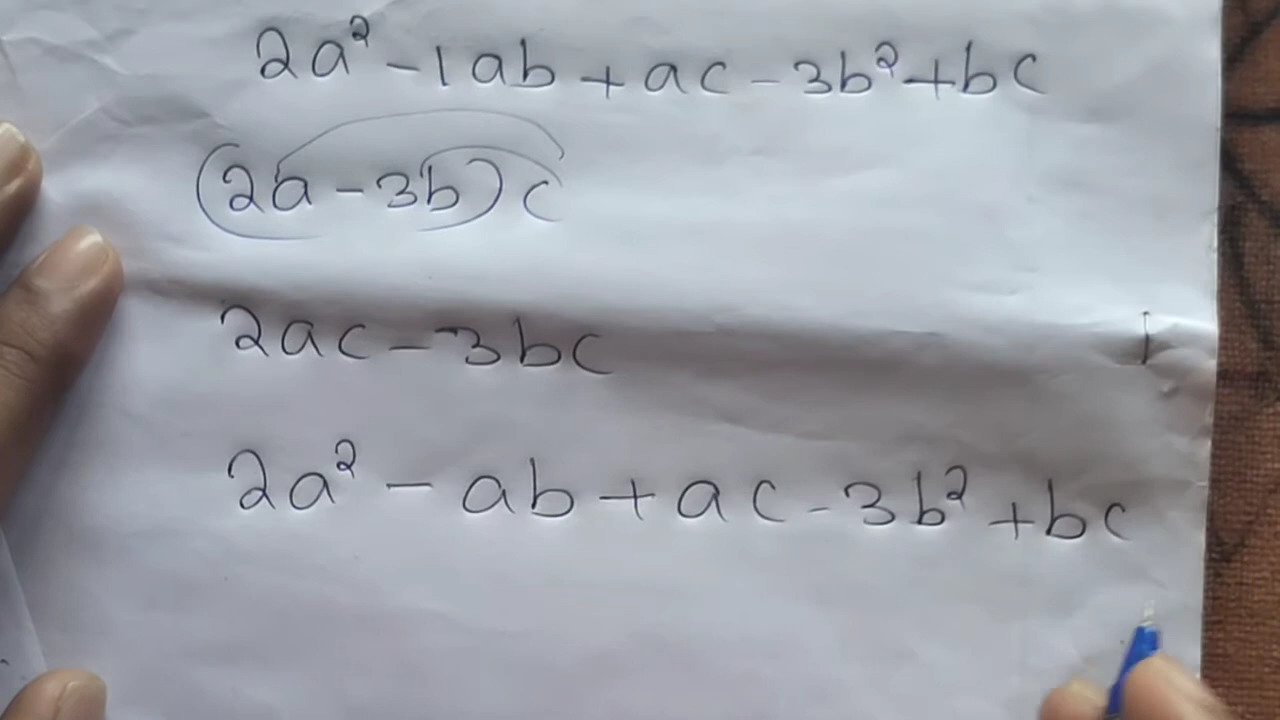 2a² - 1ab + ac - 3b² + bc
(2a - 3b) c
2ac - 3bc
2a² - ab + ac - 3b² + bc